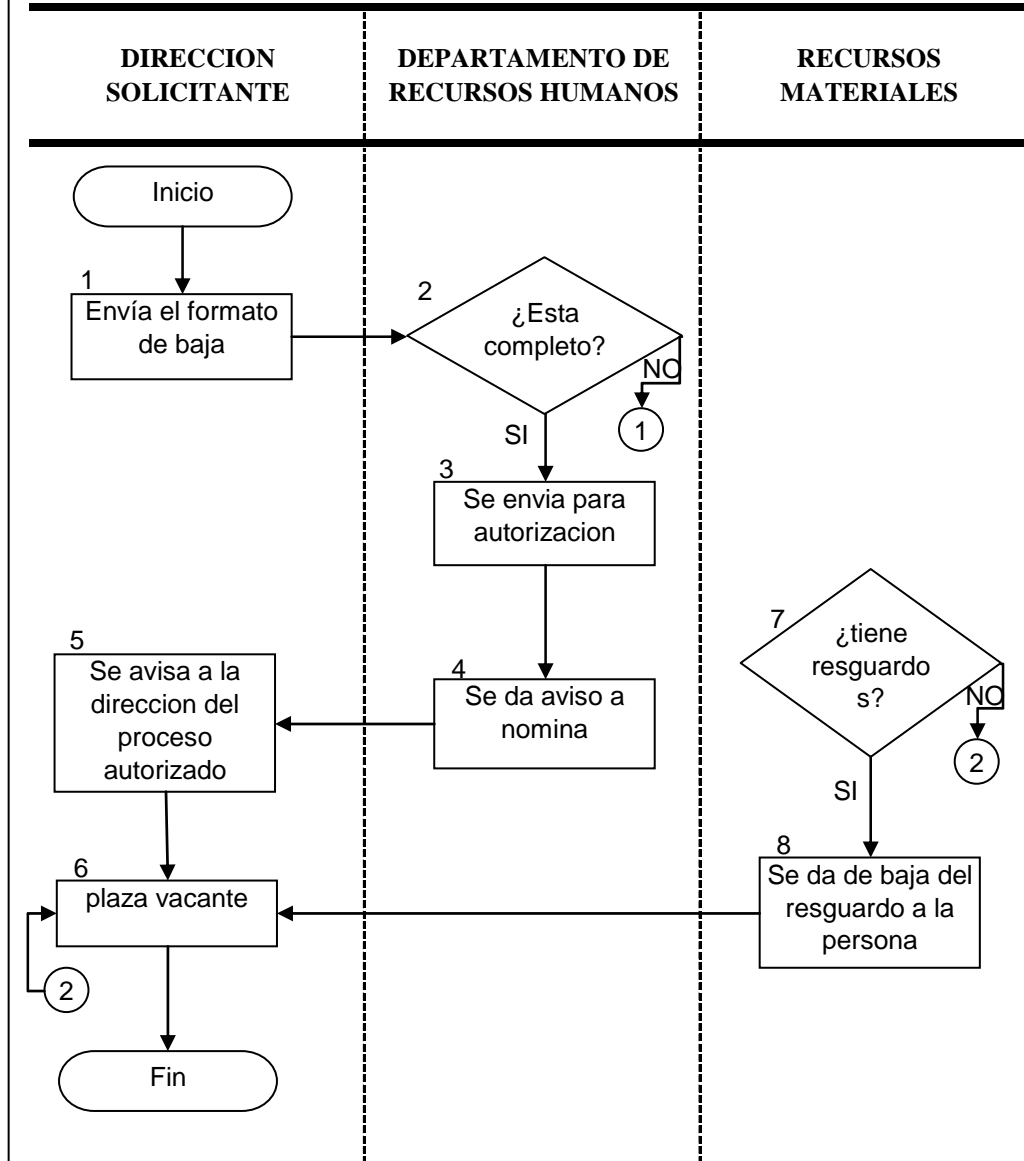 DIRECCION
SOLICITANTE
DEPARTAMENTO DE
RECURSOS HUMANOS
RECURSOS
MATERIALES
Inicio
1
Envía el formato
de baja
2
¿Esta
completo?
NO
1
SI
3
Se envia para
autorizacion
7
¿tiene
resguardo
s?
NO
2
SI
5
Se avisa a la
direccion del
proceso
autorizado
4
Se da aviso a
nomina
6
plaza vacante
8
Se da de baja del
resguardo a la
persona
2
Fin